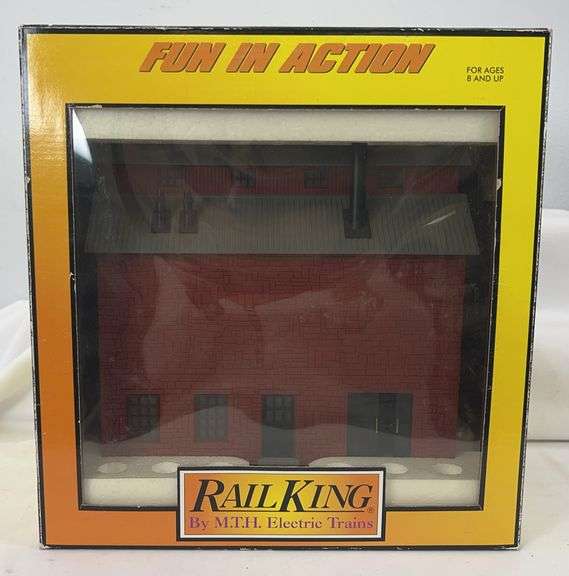 FUN IN ACTION
FOR AGES
8 AND UP
RAILKING®
By M.T.H. Electric Trains